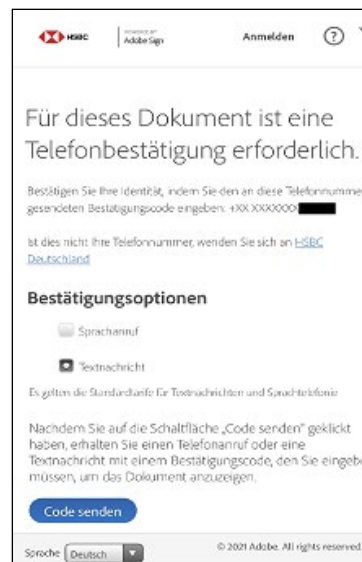 HSBC
POWERED BY
Adobe Sign
Anmelden
?
Für dieses Dokument ist eine
Telefonbestätigung erforderlich.
Bestätigen Sie Ihre Identität, indem Sie den an diese Telefonnumme
gesendeten Bestätigungscode eingeben: +XX XXXXXXX
Ist dies nicht Ihre Telefonnummer, wenden Sie sich an HSBC
Deutschland
Bestätigungsoptionen
Sprachanruf
Textnachricht
Es gelten die Standardtarife für Textnachrichten und Sprachtelefonie
Nachdem Sie auf die Schaltfläche „Code senden" geklickt
haben, erhalten Sie einen Telefonanruf oder eine
Textnachricht mit einem Bestätigungscode, den Sie eingeb
müssen, um das Dokument anzuzeigen.
Code senden
Sprache Deutsch
© 2021 Adobe. All rights reserved.